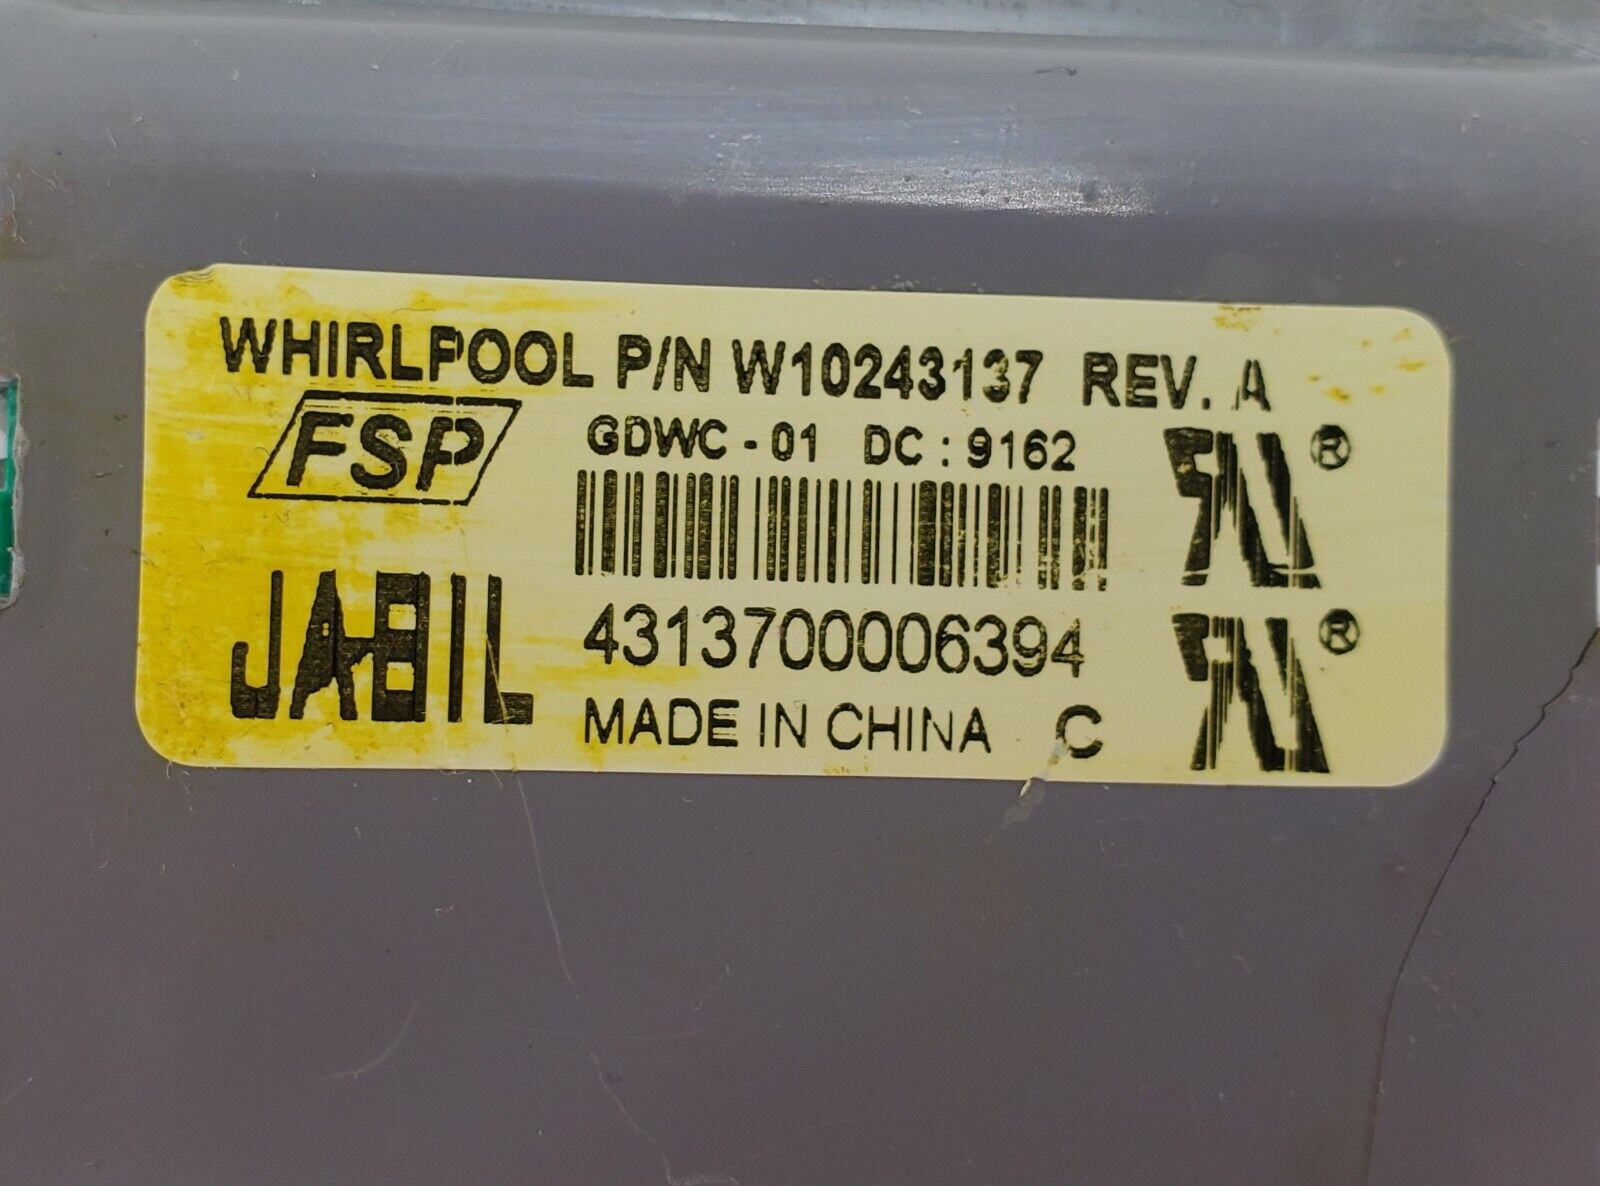 WHIRLPOOL P/N W10243137 REV. A
FSP
GDWC - 01 DC : 9162
JABIL
4313700006394
MADE IN CHINA C